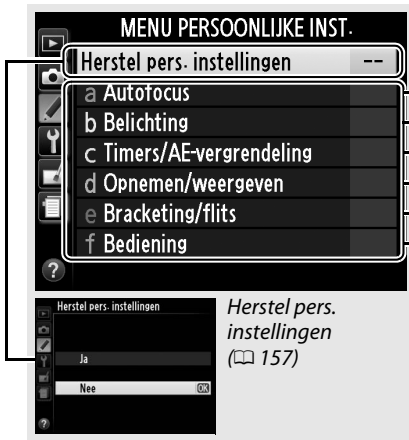 MENU PERSOONLIJKE INST.
Herstel pers. instellingen --
a Autofocus
b Belichting
c Timers/AE-vergrendeling
d Opnemen/weergeven
e Bracketing/flits
f Bediening
?
Herstel pers. instellingen
Ja
Nee OK
?
Herstel pers.
instellingen
(📖 157)